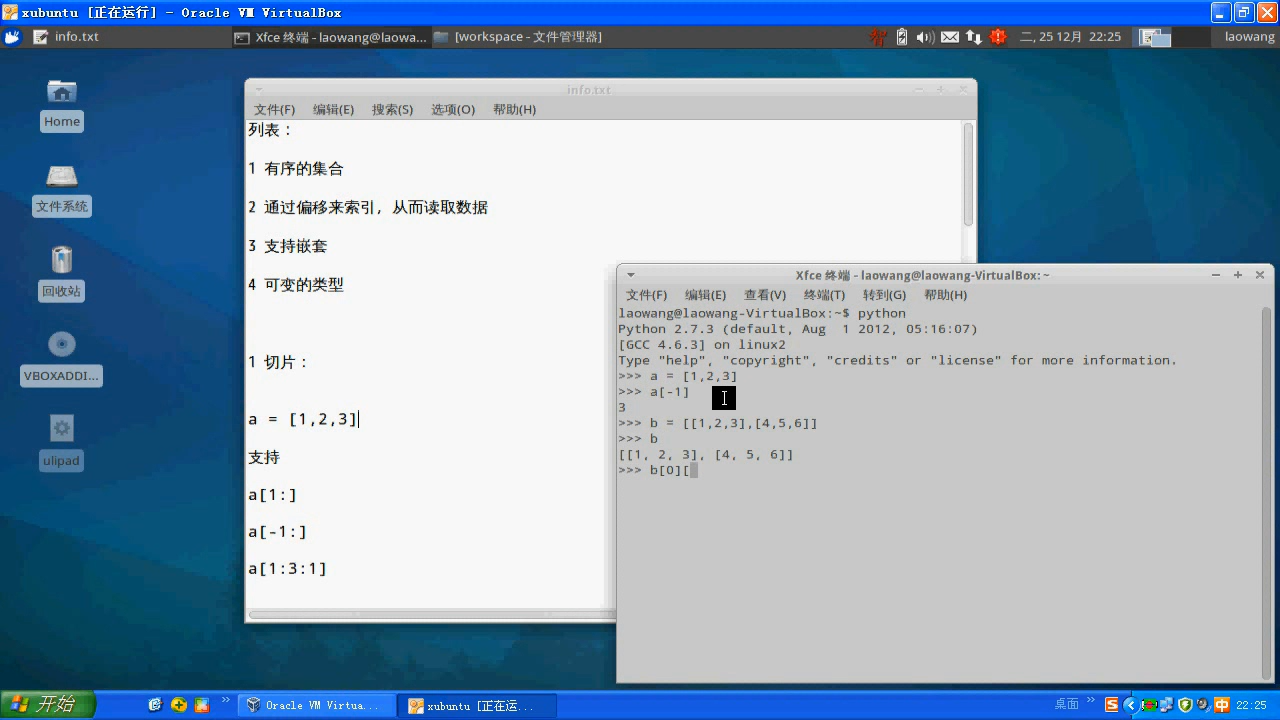 xubuntu [正在运行] - Oracle VM VirtualBox
info.txt
Xfce 终端 - laowang@laowa...
[workspace - 文件管理器]
二, 25 12月 22:25
laowang
Home
文件系统
回收站
VBOXADDI...
ulipad
info.txt
文件(F) 编辑(E) 搜索(S) 选项(O) 帮助(H)
列表：
1 有序的集合
2 通过偏移来索引，从而读取数据
3 支持嵌套
4 可变的类型
1 切片：
a = [1,2,3]
支持
a[1:]
a[-1:]
a[1:3:1]
Xfce 终端 - laowang@laowang-VirtualBox: ~
文件(F) 编辑(E) 查看(V) 终端(T) 转到(G) 帮助(H)
laowang@laowang-VirtualBox:~$ python
Python 2.7.3 (default, Aug  1 2012, 05:16:07)
[GCC 4.6.3] on linux2
Type "help", "copyright", "credits" or "license" for more information.
>>> a = [1,2,3]
>>> a[-1]
3
>>> b = [[1,2,3],[4,5,6]]
>>> b
[[1, 2, 3], [4, 5, 6]]
>>> b[0][
开始
Oracle VM Virtua...
xubuntu [正在运...
桌面
中
22:25